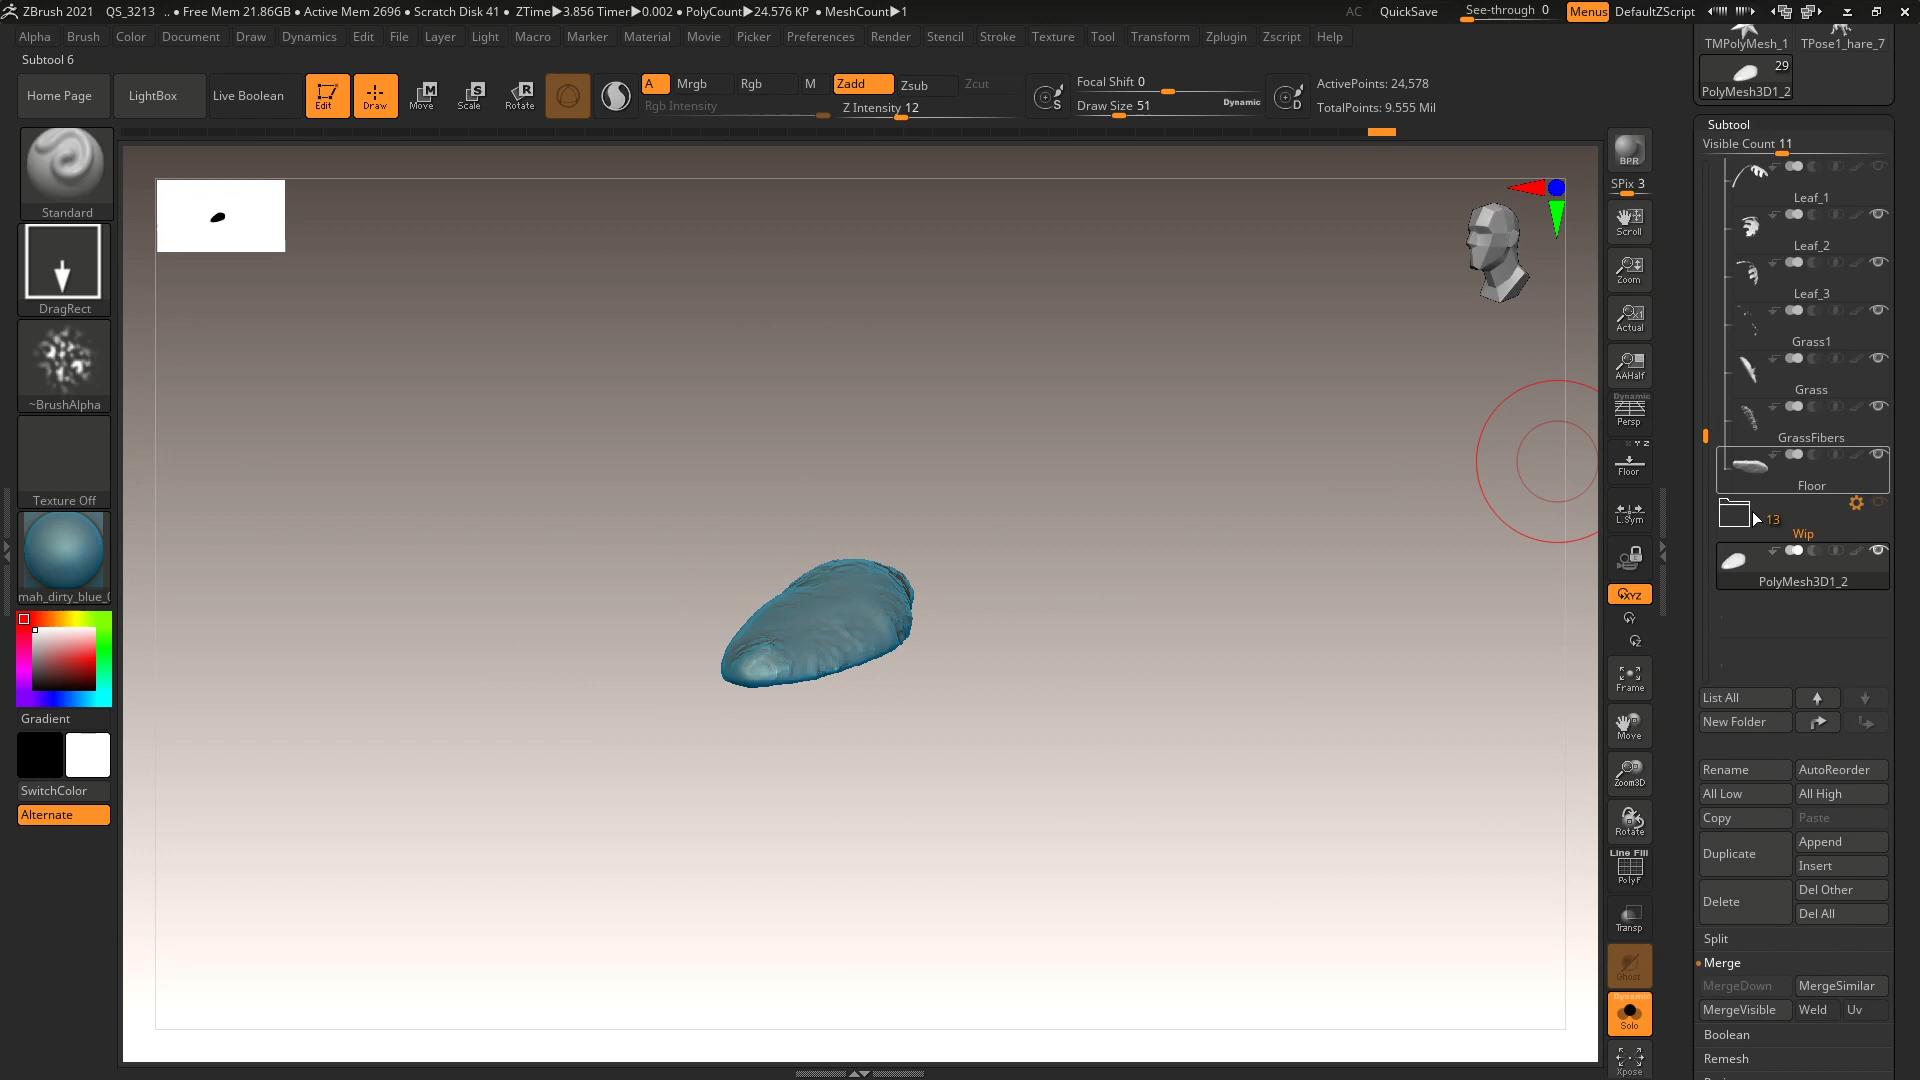 ZBrush 2021 QS_3213 .. ● Free Mem 21.86GB ● Active Mem 2696 ● Scratch Disk 41 ● ZTime▶3.856 Timer▶0.002 ● PolyCount▶24.576 KP ● MeshCount▶1 AC QuickSave See-through 0 Menus DefaultZScript
Alpha Brush Color Document Draw Dynamics Edit File Layer Light Macro Marker Material Movie Picker Preferences Render Stencil Stroke Texture Tool Transform Zplugin Zscript Help
TMPolyMesh_1 TPose1_hare_7
Subtool 6
29
PolyMesh3D1_2
Home Page LightBox Live Boolean Edit Draw Move Scale Rotate
A Mrgb Rgb M Zadd Zsub Zcut
Rgb Intensity Z Intensity 12
Focal Shift 0
Draw Size 51 Dynamic
ActivePoints: 24,578
TotalPoints: 9.555 Mil
Standard
DragRect
~BrushAlpha
Texture Off
mah_dirty_blue_
Gradient
SwitchColor
Alternate
BPR
SPix 3
Scroll
Zoom
Actual
AAHalf
Dynamic
Persp
Floor
L.Sym
XYZ
Y
Z
Frame
Move
Zoom3D
Rotate
Line Fill
PolyF
Transp
Ghost
Dynamic
Solo
Xpose
Subtool
Visible Count 11
Leaf_1
Leaf_2
Leaf_3
Grass1
Grass
GrassFibers
Floor
13
Wip
PolyMesh3D1_2
List All
New Folder
Rename AutoReorder
All Low All High
Copy Paste
Duplicate Append
Insert
Delete Del Other
Del All
Split
Merge
MergeDown MergeSimilar
MergeVisible Weld Uv
Boolean
Remesh